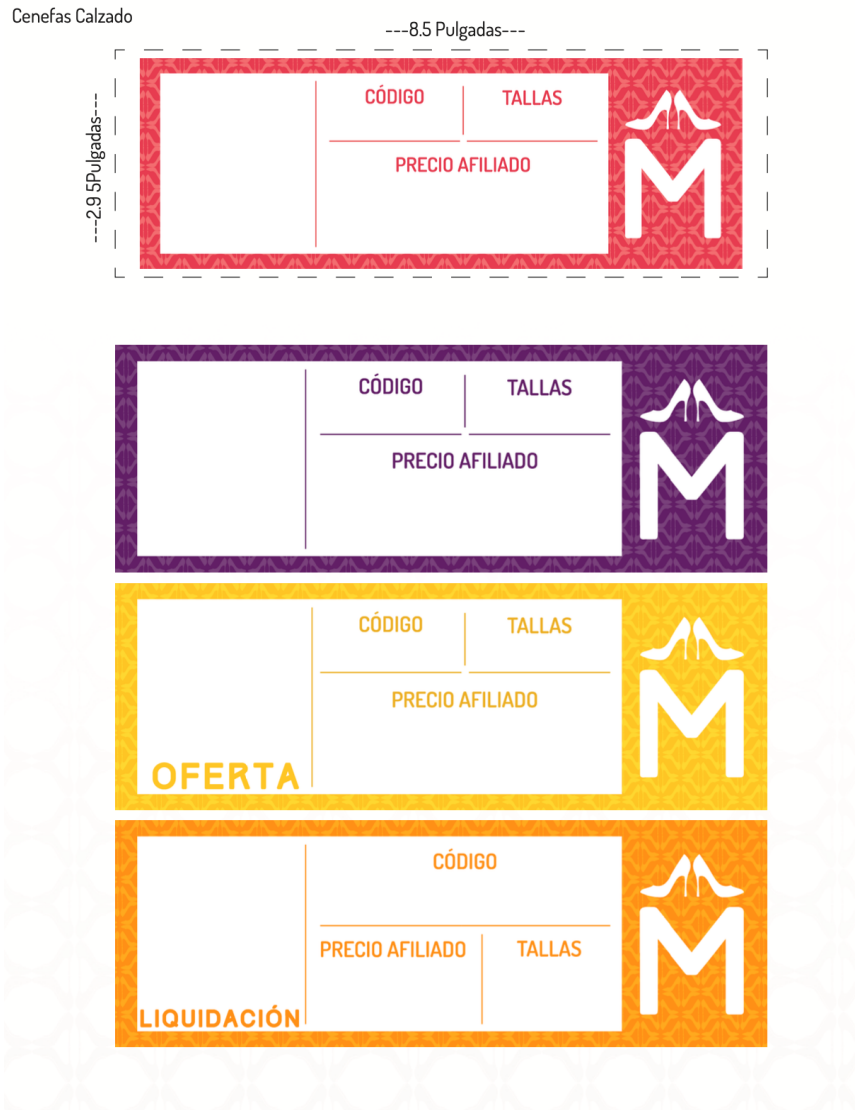 Cenefas Calzado
---8.5 Pulgadas---
---2.9 5Pulgadas---
CÓDIGO TALLAS
PRECIO AFILIADO
M
CÓDIGO TALLAS
PRECIO AFILIADO
M
CÓDIGO TALLAS
PRECIO AFILIADO
OFERTA
M
CÓDIGO
PRECIO AFILIADO TALLAS
LIQUIDACIÓN
M